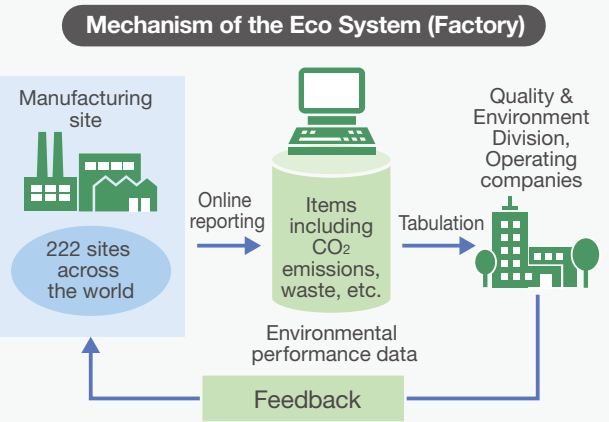 Mechanism of the Eco System (Factory)
Manufacturing
site
222 sites
across
the world
Online
reporting
Items
including
CO₂
emissions,
waste, etc.
Environmental
performance data
Tabulation
Quality &
Environment
Division,
Operating
companies
Feedback